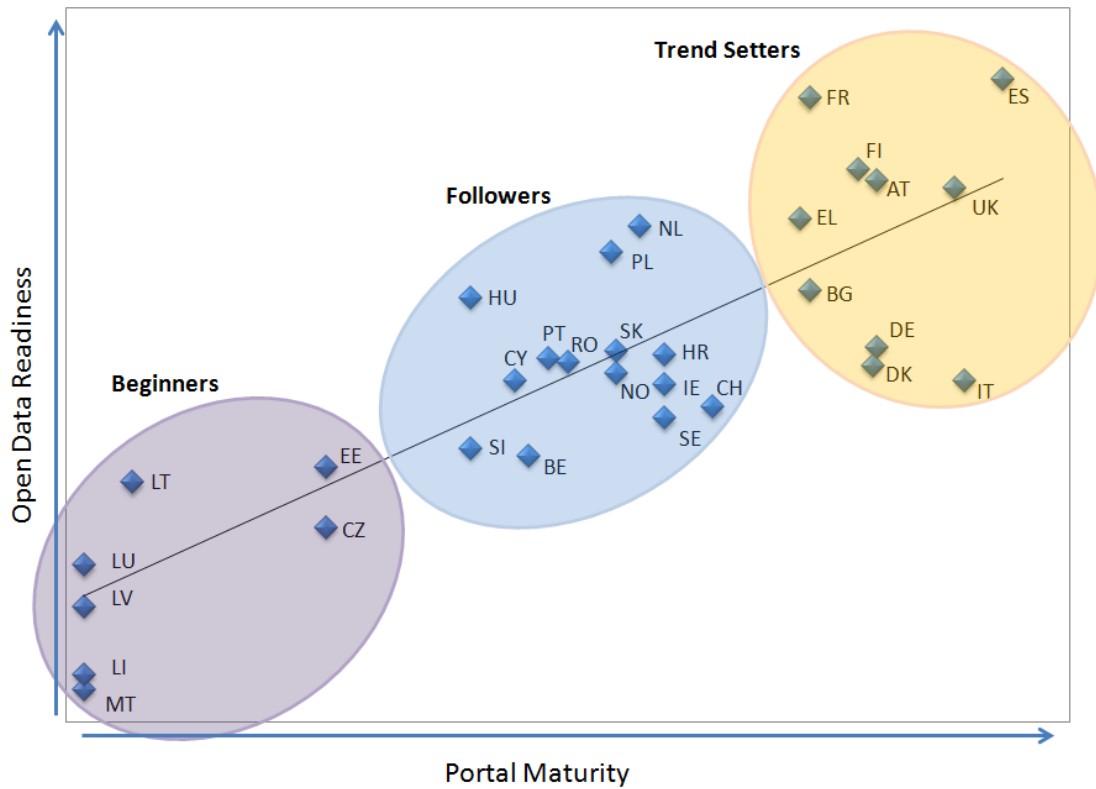 Trend Setters
FR
ES
FI
AT
UK
EL
BG
DE
DK
IT
Followers
NL
PL
HU
PT
RO
SK
HR
CY
NO
IE
CH
SE
SI
BE
Beginners
EE
LT
CZ
LU
LV
LI
MT
Open Data Readiness
Portal Maturity